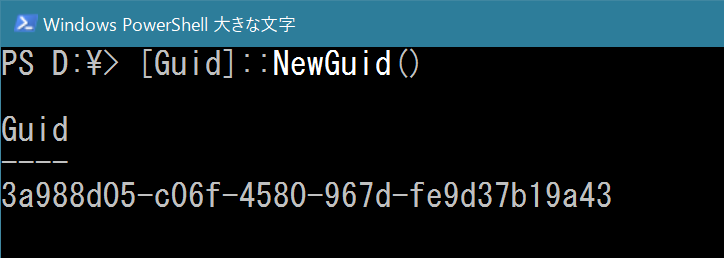 Windows PowerShell 大きな文字
PS D:¥> [Guid]::NewGuid()
Guid
----
3a988d05-c06f-4580-967d-fe9d37b19a43